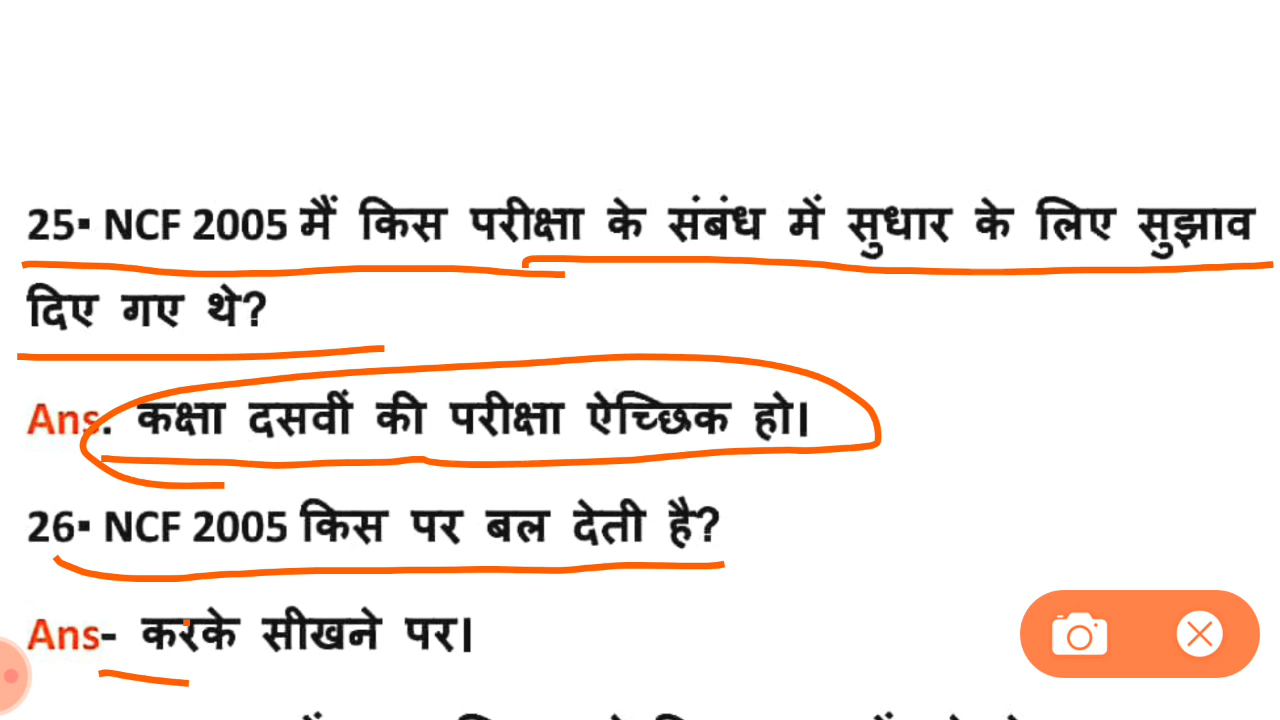 25▪ NCF 2005 मैं किस परीक्षा के संबंध में सुधार के लिए सुझाव
दिए गए थे?
Ans. कक्षा दसवीं की परीक्षा ऐच्छिक हो।
26▪ NCF 2005 किस पर बल देती है?
Ans- करके सीखने पर।